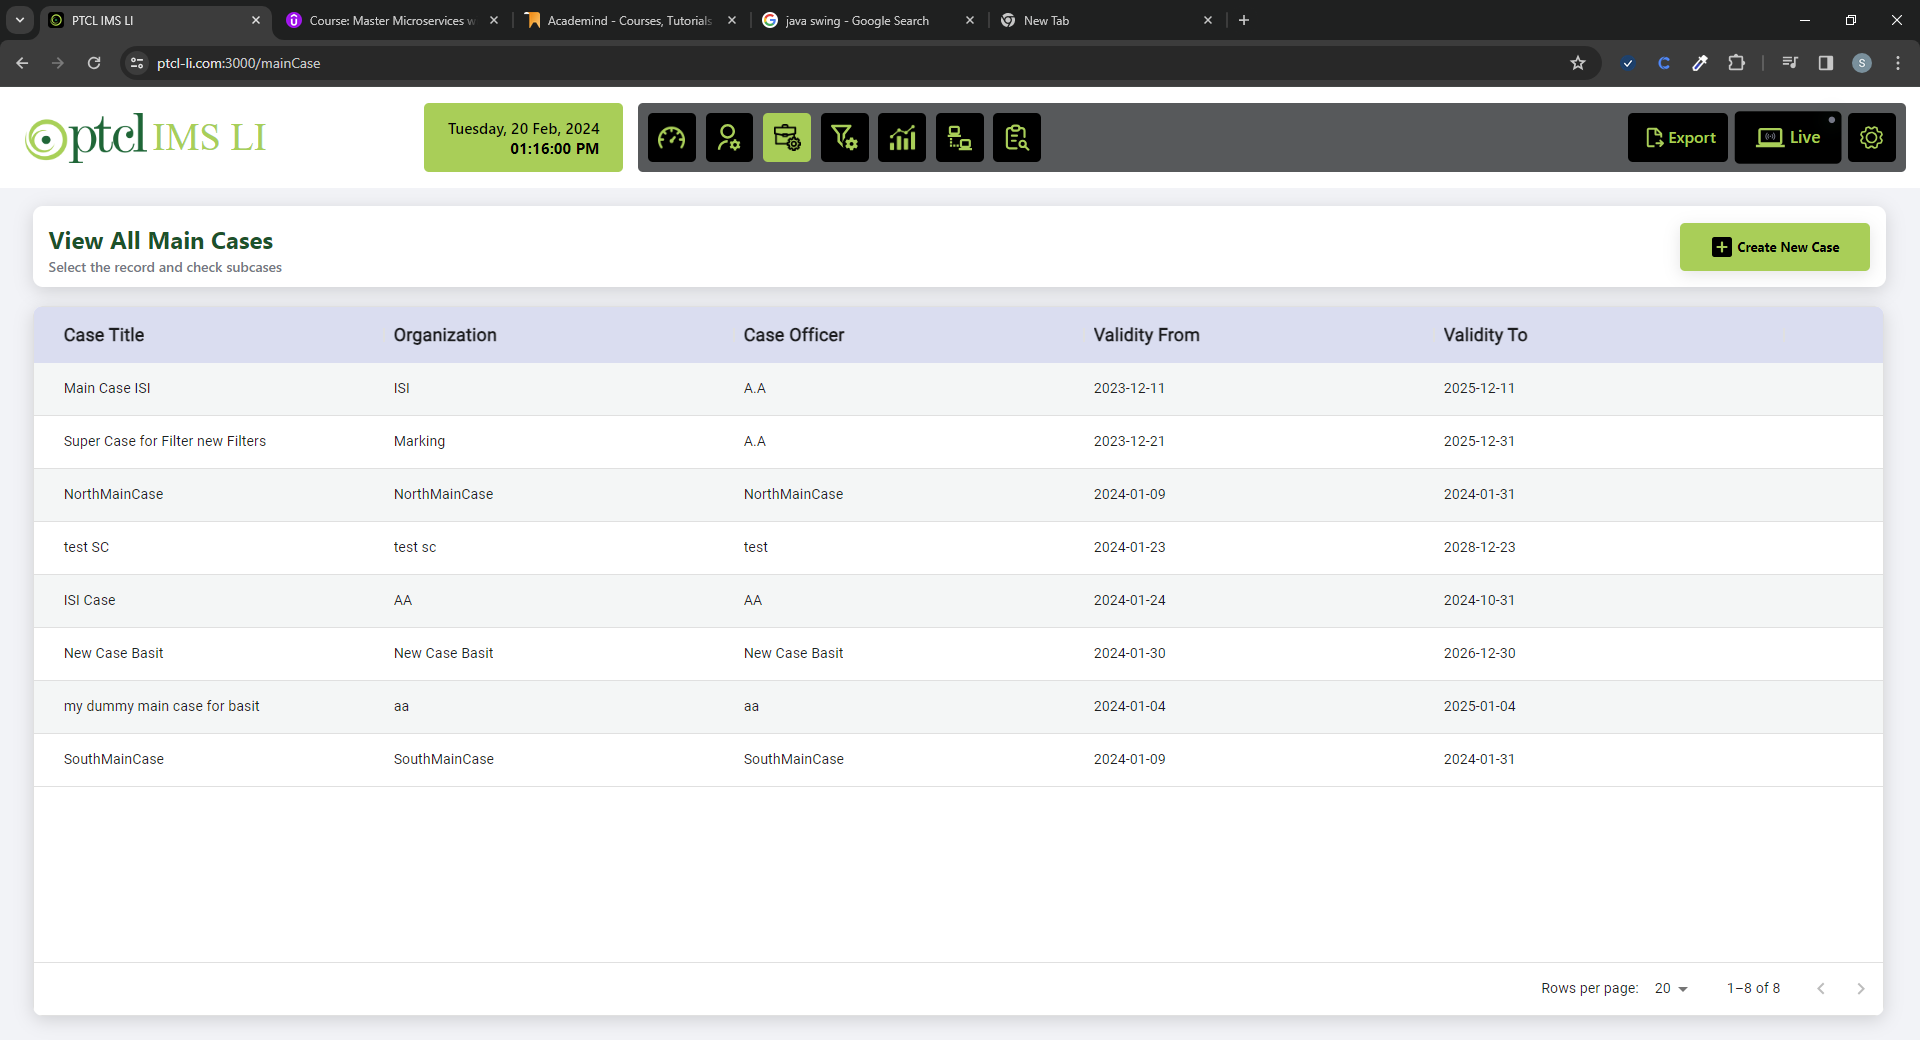 PTCL IMS LI
Course: Master Microservices w
Academind - Courses, Tutorials
java swing - Google Search
New Tab
ptcl-li.com:3000/mainCase
C
S
ptcl IMS LI
Tuesday, 20 Feb, 2024
01:16:00 PM
Export
Live
View All Main Cases
Select the record and check subcases
Create New Case
Case Title Organization Case Officer Validity From Validity To
Main Case ISI ISI A.A 2023-12-11 2025-12-11
Super Case for Filter new Filters Marking A.A 2023-12-21 2025-12-31
NorthMainCase NorthMainCase NorthMainCase 2024-01-09 2024-01-31
test SC test sc test 2024-01-23 2028-12-23
ISI Case AA AA 2024-01-24 2024-10-31
New Case Basit New Case Basit New Case Basit 2024-01-30 2026-12-30
my dummy main case for basit aa aa 2024-01-04 2025-01-04
SouthMainCase SouthMainCase SouthMainCase 2024-01-09 2024-01-31
Rows per page: 20 1–8 of 8